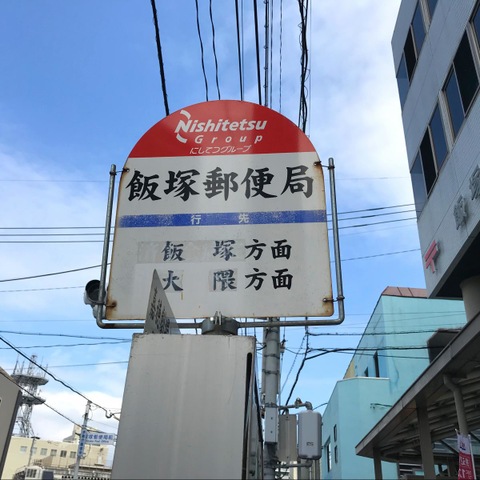 Nishitetsu
Group
にしてつグループ
飯塚郵便局
行先
飯塚方面
大隈方面